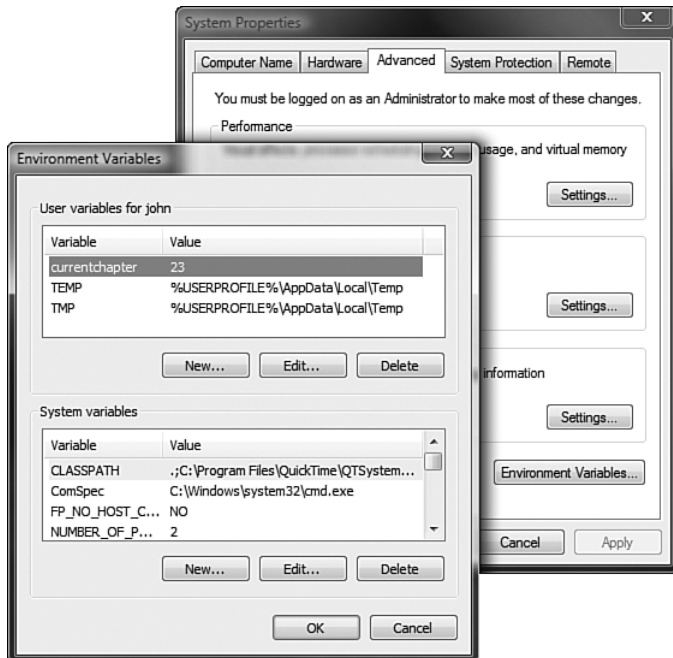 System Properties
x
Computer Name Hardware Advanced System Protection Remote
You must be logged on as an Administrator to make most of these changes.
Performance
usage, and virtual memory
Settings...
Settings...
information
Settings...
Environment Variables...
Cancel Apply
Environment Variables
x
User variables for john
Variable Value
currentchapter 23
TEMP %USERPROFILE%\AppData\Local\Temp
TMP %USERPROFILE%\AppData\Local\Temp
New... Edit... Delete
System variables
Variable Value
CLASSPATH .;C:\Program Files\QuickTime\QTSystem...
ComSpec C:\Windows\system32\cmd.exe
FP_NO_HOST_C... NO
NUMBER_OF_P... 2
New... Edit... Delete
OK Cancel